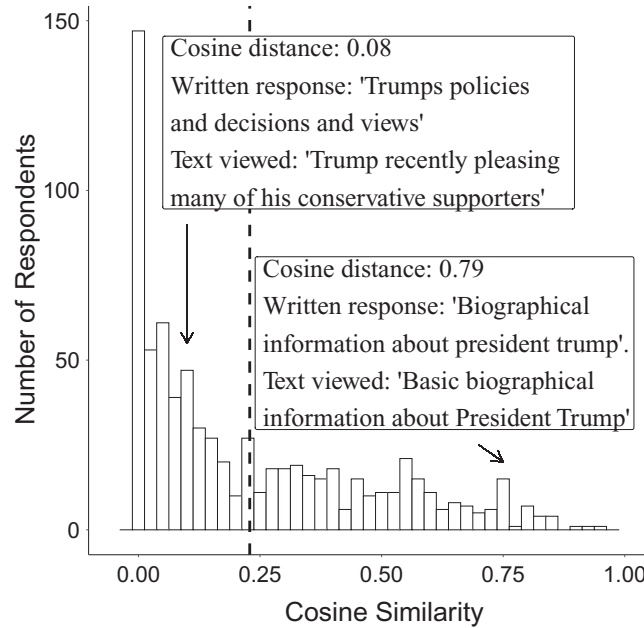 150
100
50
0
Number of Respondents
Cosine distance: 0.08
Written response: 'Trumps policies
and decisions and views'
Text viewed: 'Trump recently pleasing
many of his conservative supporters'
Cosine distance: 0.79
Written response: 'Biographical
information about president trump'.
Text viewed: 'Basic biographical
information about President Trump'
0.00 0.25 0.50 0.75 1.00
Cosine Similarity